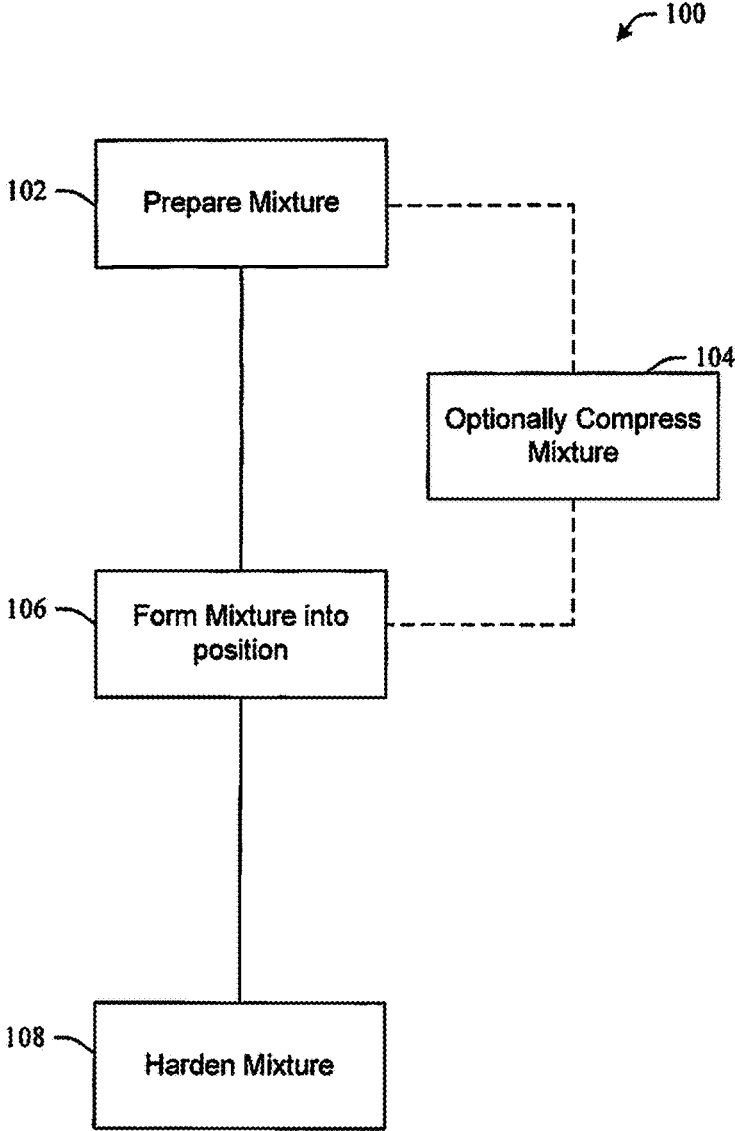 100
102
Prepare Mixture
104
Optionally Compress
Mixture
106
Form Mixture into
position
108
Harden Mixture